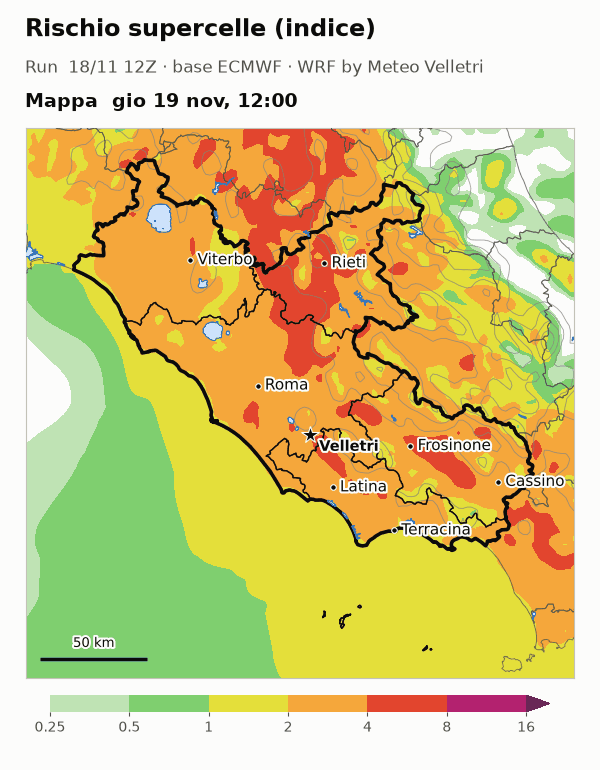 Rischio supercelle (indice)
Run  18/11 12Z · base ECMWF · WRF by Meteo Velletri
Mappa  gio 19 nov, 12:00
Viterbo
Rieti
Roma
Velletri
Frosinone
Cassino
Latina
Terracina
50 km
0.25 0.5 1 2 4 8 16